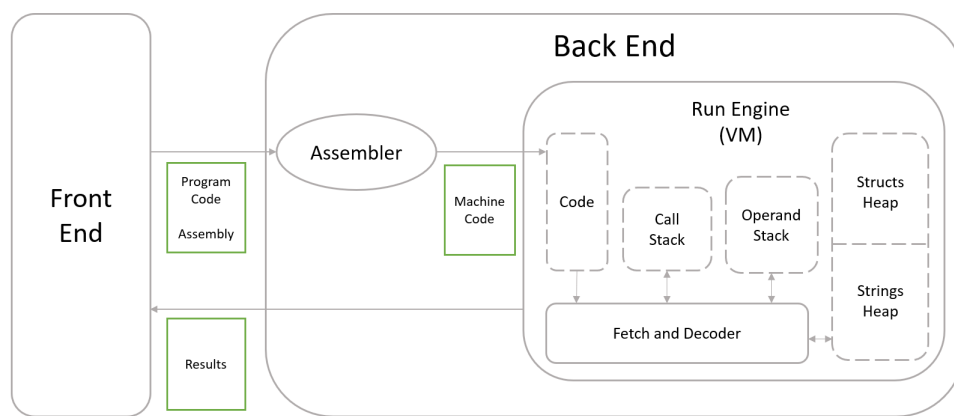 Back End
Front
End
Assembler
Program
Code
Assembly
Machine
Code
Run Engine
(VM)
Code
Call
Stack
Operand
Stack
Structs
Heap
Strings
Heap
Fetch and Decoder
Results